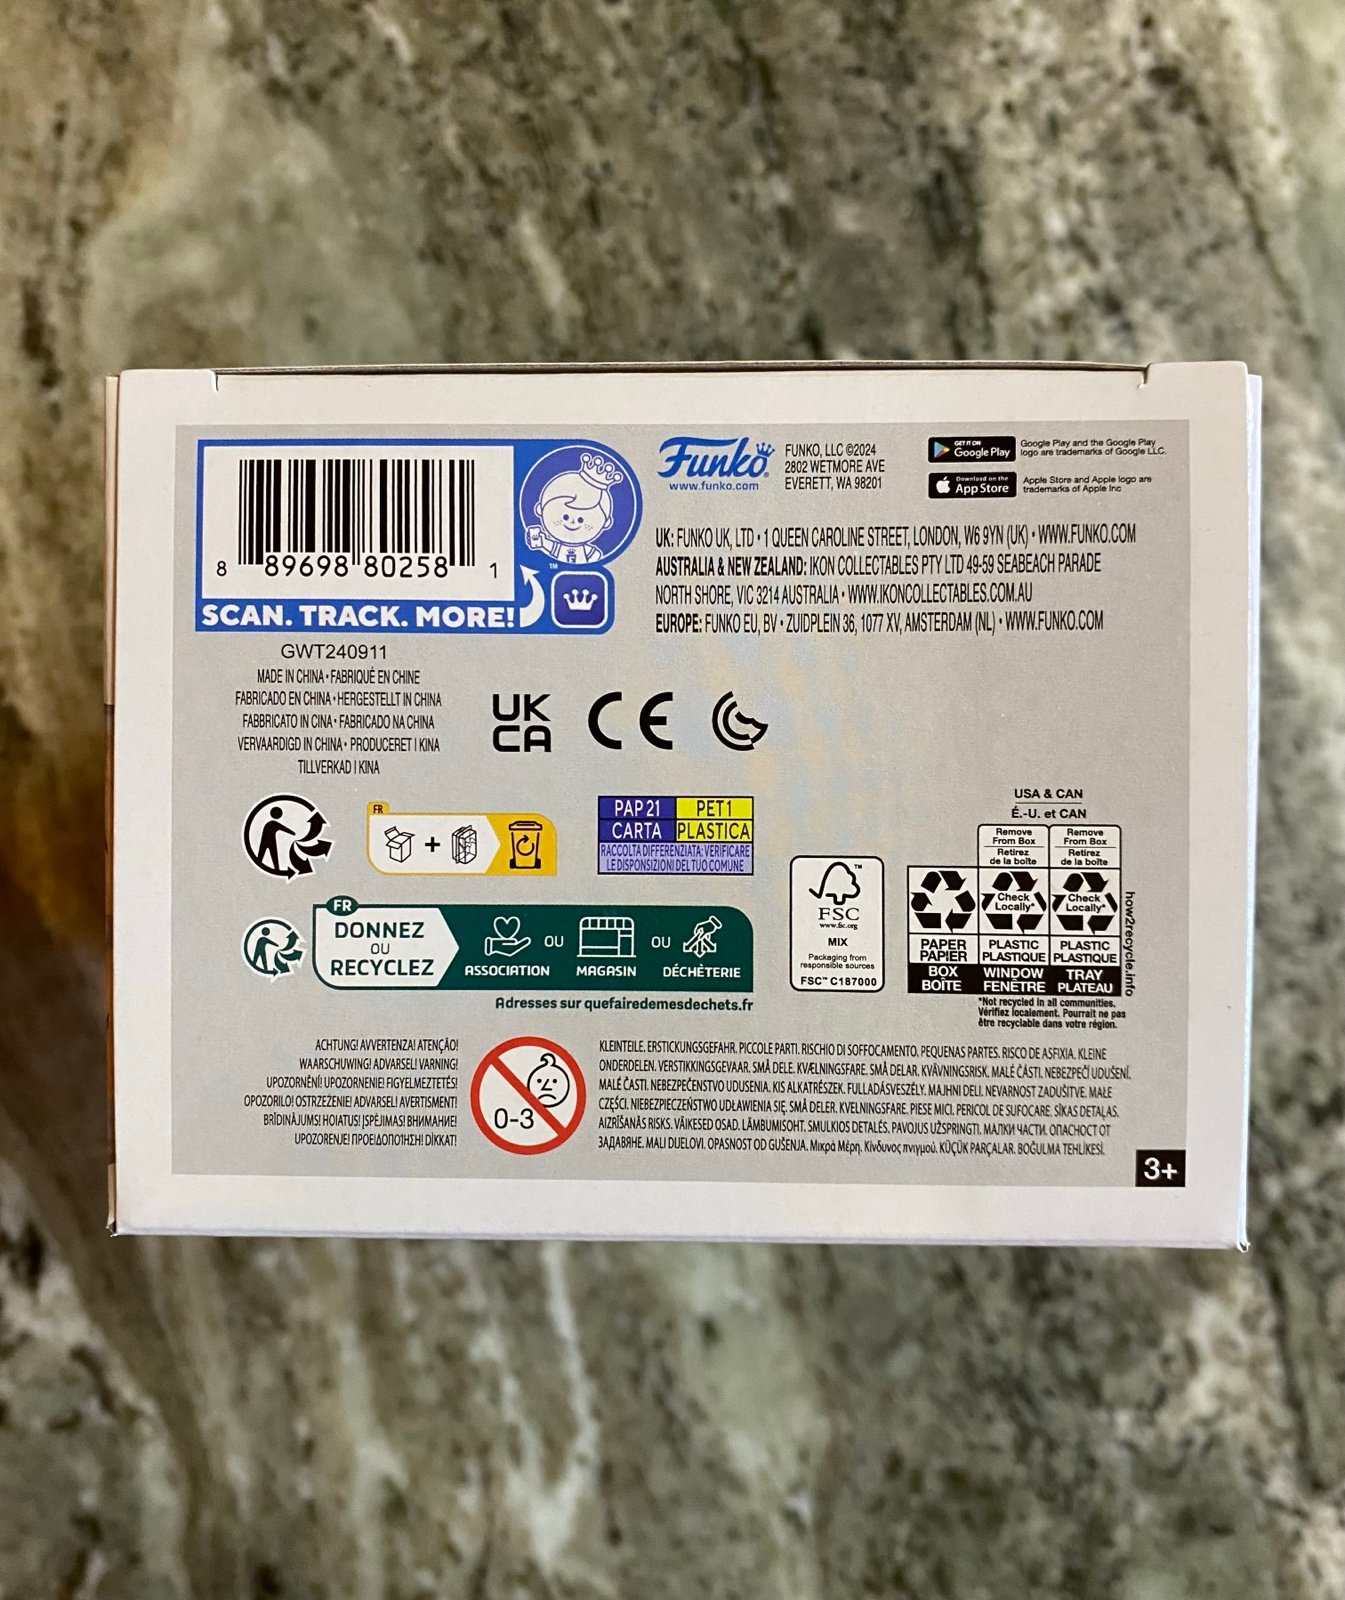 8 89698 80258 1
SCAN. TRACK. MORE!
TM
Funko
www.funko.com
FUNKO, LLC ©2024
2802 WETMORE AVE
EVERETT, WA 98201
GET IT ON
Google Play
Google Play and the Google Play
logo are trademarks of Google LLC.
Download on the
App Store
Apple Store and Apple logo are
trademarks of Apple Inc
UK: FUNKO UK, LTD • 1 QUEEN CAROLINE STREET, LONDON, W6 9YN (UK) • WWW.FUNKO.COM
AUSTRALIA & NEW ZEALAND: IKON COLLECTABLES PTY LTD 49-59 SEABEACH PARADE
NORTH SHORE, VIC 3214 AUSTRALIA • WWW.IKONCOLLECTABLES.COM.AU
EUROPE: FUNKO EU, BV • ZUIDPLEIN 36, 1077 XV, AMSTERDAM (NL) • WWW.FUNKO.COM
GWT240911
MADE IN CHINA • FABRIQUÉ EN CHINE
FABRICADO EN CHINA • HERGESTELLT IN CHINA
FABBRICATO IN CINA • FABRICADO NA CHINA
VERVAARDIGD IN CHINA • PRODUCERET I KINA
TILLVERKAD I KINA
UK
CA
CE
FR
+
PAP 21
PET 1
CARTA
PLASTICA
RACCOLTA DIFFERENZIATA: VERIFICARE
LE DISPOSIZIONI DEL TUO COMUNE
FR
DONNEZ
OU
RECYCLEZ
ASSOCIATION
OU
MAGASIN
OU
DÉCHÈTERIE
Adresses sur quefairedemesdechets.fr
FSC
www.fsc.org
MIX
Packaging from
responsible sources
FSC™ C187000
USA & CAN
É.-U. et CAN
Remove
From Box
Retirez
de la boîte
Remove
From Box
Retirez
de la boîte
Check
Locally*
Check
Locally*
PAPER
PAPIER
PLASTIC
PLASTIQUE
PLASTIC
PLASTIQUE
BOX
BOÎTE
WINDOW
FENÊTRE
TRAY
PLATEAU
how2recycle.info
*Not recycled in all communities.
Vérifiez localement. Pourrait ne pas
être recyclable dans votre région.
ACHTUNG! AVVERTENZA! ATENÇÃO!
WAARSCHUWING! ADVARSEL! VARNING!
UPOZORNĚNÍ! UPOZORNENIE! FIGYELMEZTETÉS!
OPOZORILO! OSTRZEŻENIE! ADVARSEL! AVERTISMENT!
BRĪDINĀJUMS! HOIATUS! ĮSPĖJIMAS! ВНИМАНИЕ!
UPOZORENJE! ΠΡΟΕΙΔΟΠΟΊΗΣΗ! DİKKAT!
0-3
KLEINTEILE. ERSTICKUNGSGEFAHR. PICCOLE PARTI. RISCHIO DI SOFFOCAMENTO. PEQUENAS PARTES. RISCO DE ASFIXIA. KLEINE
ONDERDELEN. VERSTIKKINGSGEVAAR. SMÅ DELE. KVÆLNINGSFARE. SMÅ DELAR. KVÄVNINGSRISK. MALÉ ČÁSTI. NEBEZPEČÍ UDUŠENÍ.
MALÉ ČASTI. NEBEZPEČENSTVO UDUSENIA. KIS ALKATRÉSZEK. FULLADÁSVESZÉLY. MAJHNI DELI. NEVARNOST ZADUŠITVE. MAŁE
CZĘŚCI. NIEBEZPIECZEŃSTWO UDŁAWIENIA SIĘ. SMÅ DELER. KVELNINGSFARE. PIESE MICI. PERICOL DE SUFOCARE. SĪKAS DETAĻAS.
AIZRĪŠANĀS RISKS. VÄIKESED OSAD. LÄMBUMISOHT. SMULKIOS DETALĖS. PAVOJUS UŽSPRINGTI. МАЛКИ ЧАСТИ. ОПАСНОСТ ОТ
ЗАДАВЯНЕ. MALI DIJELOVI. OPASNOST OD GUŠENJA. Μικρά Μέρη. Κίνδυνος πνιγμού. KÜÇÜK PARÇALAR. BOĞULMA TEHLİKESİ.
3+